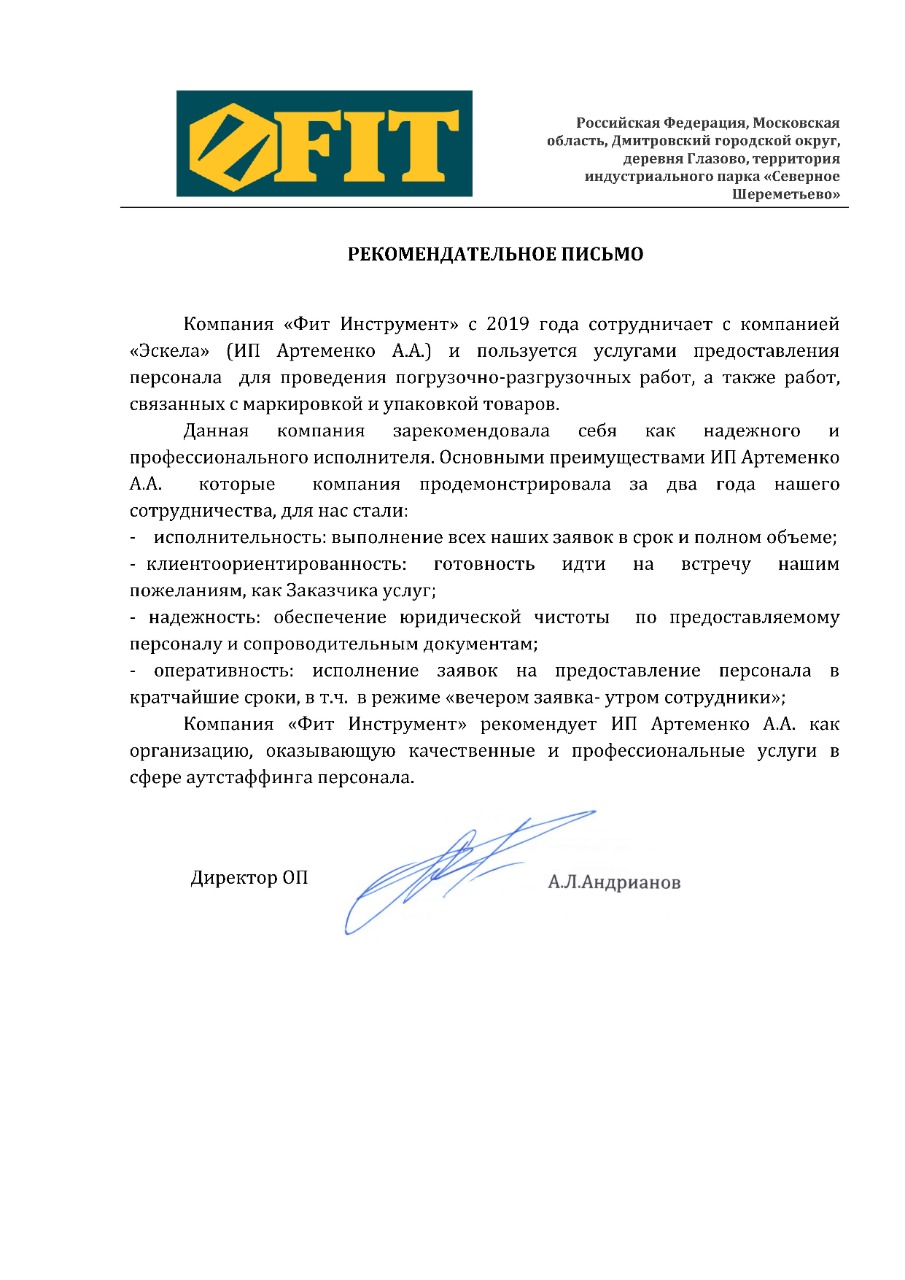 FIT
Российская Федерация, Московская
область, Дмитровский городской округ,
деревня Глазово, территория
индустриального парка «Северное
Шереметьево»
РЕКОМЕНДАТЕЛЬНОЕ ПИСЬМО
Компания «Фит Инструмент» с 2019 года сотрудничает с компанией
«Эскела» (ИП Артеменко А.А.) и пользуется услугами предоставления
персонала для проведения погрузочно-разгрузочных работ, а также работ,
связанных с маркировкой и упаковкой товаров.
Данная компания зарекомендовала себя как надежного и
профессионального исполнителя. Основными преимуществами ИП Артеменко
А.А. которые компания продемонстрировала за два года нашего
сотрудничества, для нас стали:
- исполнительность: выполнение всех наших заявок в срок и полном объеме;
- клиентоориентированность: готовность идти на встречу нашим
пожеланиям, как Заказчика услуг;
- надежность: обеспечение юридической чистоты по предоставляемому
персоналу и сопроводительным документам;
- оперативность: исполнение заявок на предоставление персонала в
кратчайшие сроки, в т.ч. в режиме «вечером заявка- утром сотрудники»;
Компания «Фит Инструмент» рекомендует ИП Артеменко А.А. как
организацию, оказывающую качественные и профессиональные услуги в
сфере аутстаффинга персонала.
Директор ОП
А.Л.Андрианов